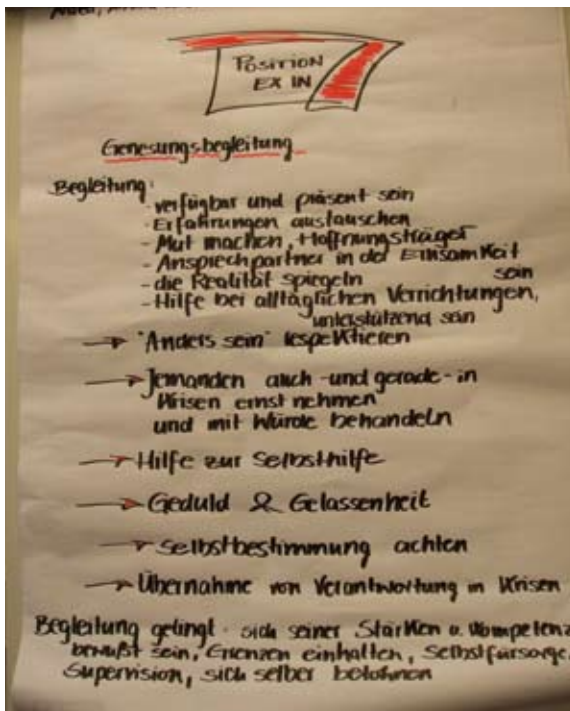 POSITION
EX IN
Genesungsbegleitung
Begleitung:
- verfügbar und präsent sein
- Erfahrungen austauschen
- Mut machen, Hoffnungsträger
- Ansprechpartner in der Einsamkeit
- die Realität spiegeln sein
- Hilfe bei alltäglichen Verrichtungen,
unterstützend sein
→ "Anders sein" respektieren
→ Jemanden auch - und gerade - in
Krisen ernst nehmen
und mit Würde behandeln
→ Hilfe zur Selbsthilfe
→ Geduld & Gelassenheit
→ Selbstbestimmung achten
→ Übernahme von Verantwortung in Krisen
Begleitung gelingt: sich seiner Stärken u. Kompetenz
bewußt sein, Grenzen einhalten, Selbstfürsorge,
Supervision, sich selber belohnen